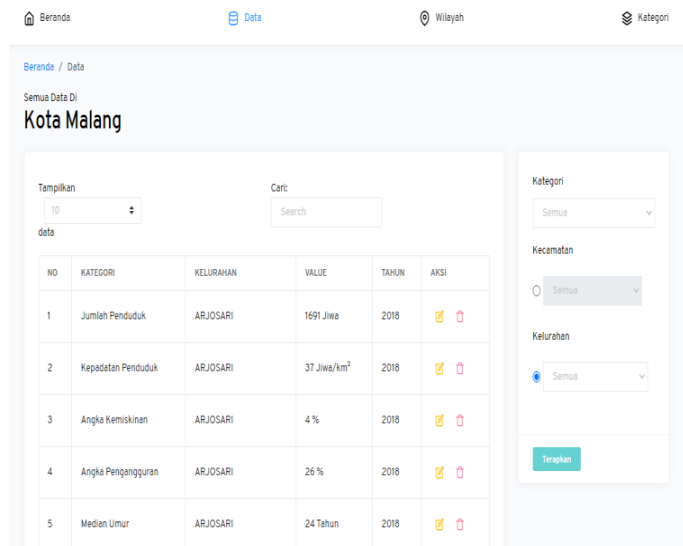 Beranda Data Wilayah Kategori
Beranda / Data
Semua Data Di
Kota Malang
Tampilkan
10
data
Cari:
Search
NO KATEGORI KELURAHAN VALUE TAHUN AKSI
1 Jumlah Penduduk ARJOSARI 1691 Jiwa 2018
2 Kepadatan Penduduk ARJOSARI 37 Jiwa/km² 2018
3 Angka Kemiskinan ARJOSARI 4 % 2018
4 Angka Pengangguran ARJOSARI 26 % 2018
5 Median Umur ARJOSARI 24 Tahun 2018
Kategori
Semua
Kecamatan
Semua
Kelurahan
Semua
Terapkan